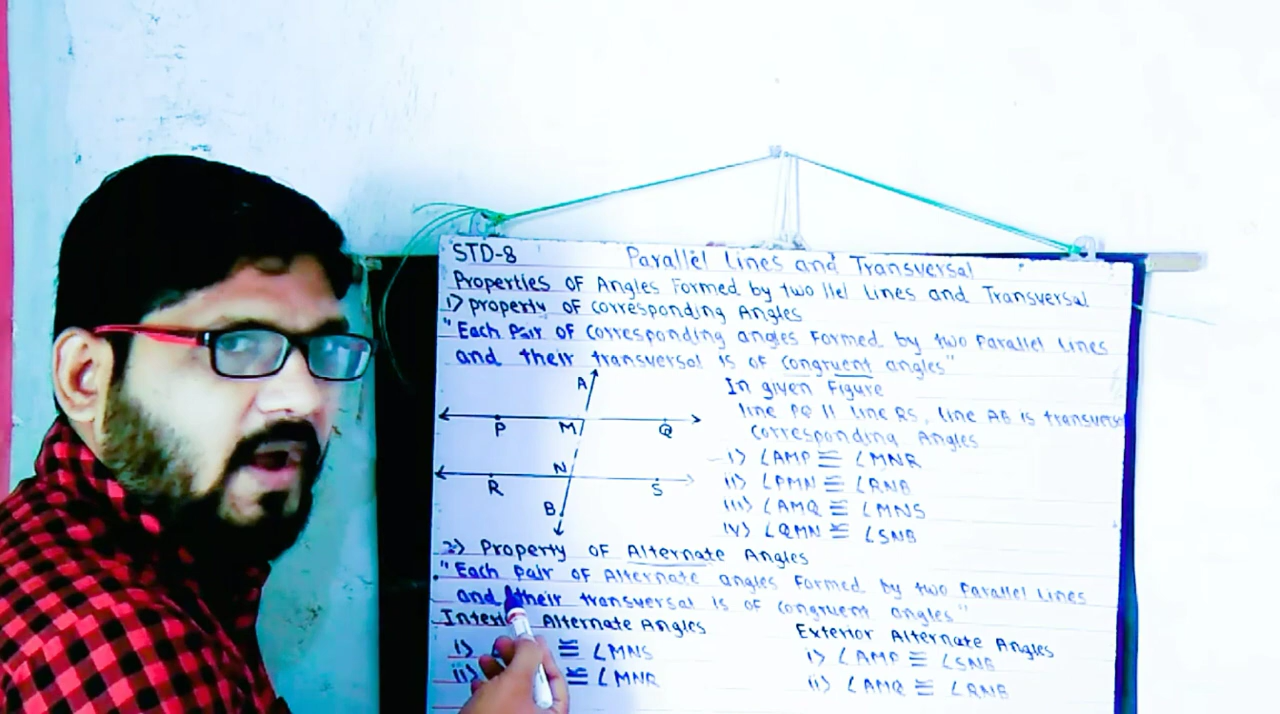 STD-8 Parallel Lines and Transversal
Properties of Angles Formed by two llel Lines and Transversal
1) property of corresponding Angles
"Each Pair of corresponding angles Formed by two Parallel Lines
and their transversal is of congruent angles"
A
In given Figure
line PQ || line RS, line AB is transversal
P M Q
corresponding Angles
i) ∠AMP ≅ ∠MNR
N
ii) ∠PMN ≅ ∠RNB
R S
iii) ∠AMQ ≅ ∠MNS
B
iv) ∠QMN ≅ ∠SNB
2) Property of Alternate Angles
"Each Pair of Alternate angles Formed by two Parallel Lines
and their transversal is of congruent angles"
Alternate Angles
i) ≅ ∠MNS
ii) ≅ ∠MNR
Exterior Alternate Angles
i) ∠AMP ≅ ∠SNB
ii) ∠AMQ ≅ ∠RNB